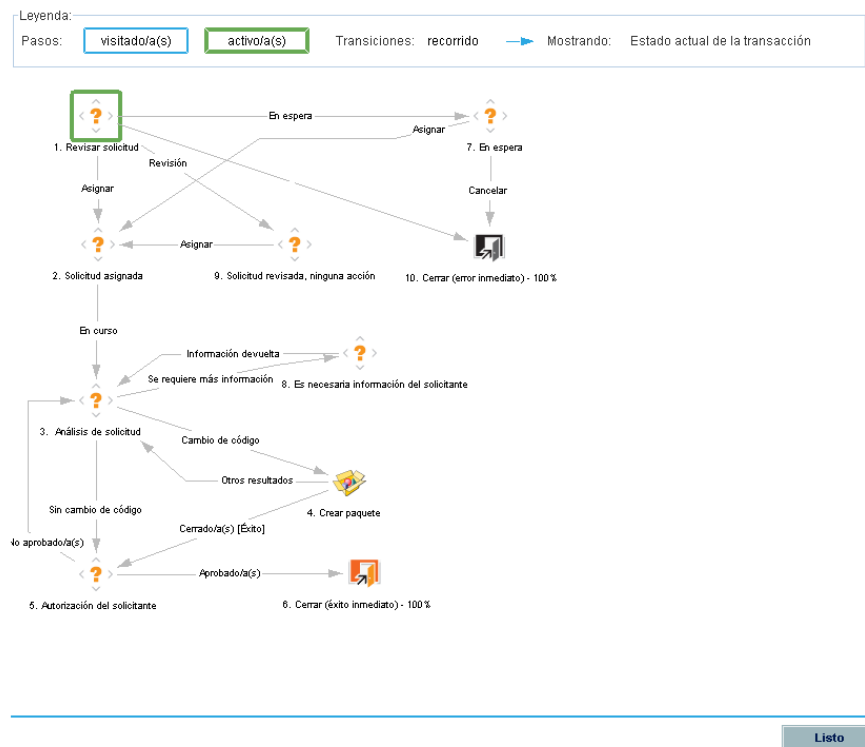 Leyenda:
Pasos: visitado/a(s) activo/a(s) Transiciones: recorrido Mostrando: Estado actual de la transacción
En espera
Asignar
1. Revisar solicitud
7. En espera
Revisión
Asignar
Cancelar
Asignar
2. Solicitud asignada
9. Solicitud revisada, ninguna acción
10. Cerrar (error inmediato) - 100%
En curso
Información devuelta
Se requiere más información
8. Es necesaria información del solicitante
3. Análisis de solicitud
Cambio de código
Otros resultados
Sin cambio de código
4. Crear paquete
Cerrado/a(s) [Éxito]
No aprobado/a(s)
Aprobado/a(s)
5. Autorización del solicitante
6. Cerrar (éxito inmediato) - 100%
Listo